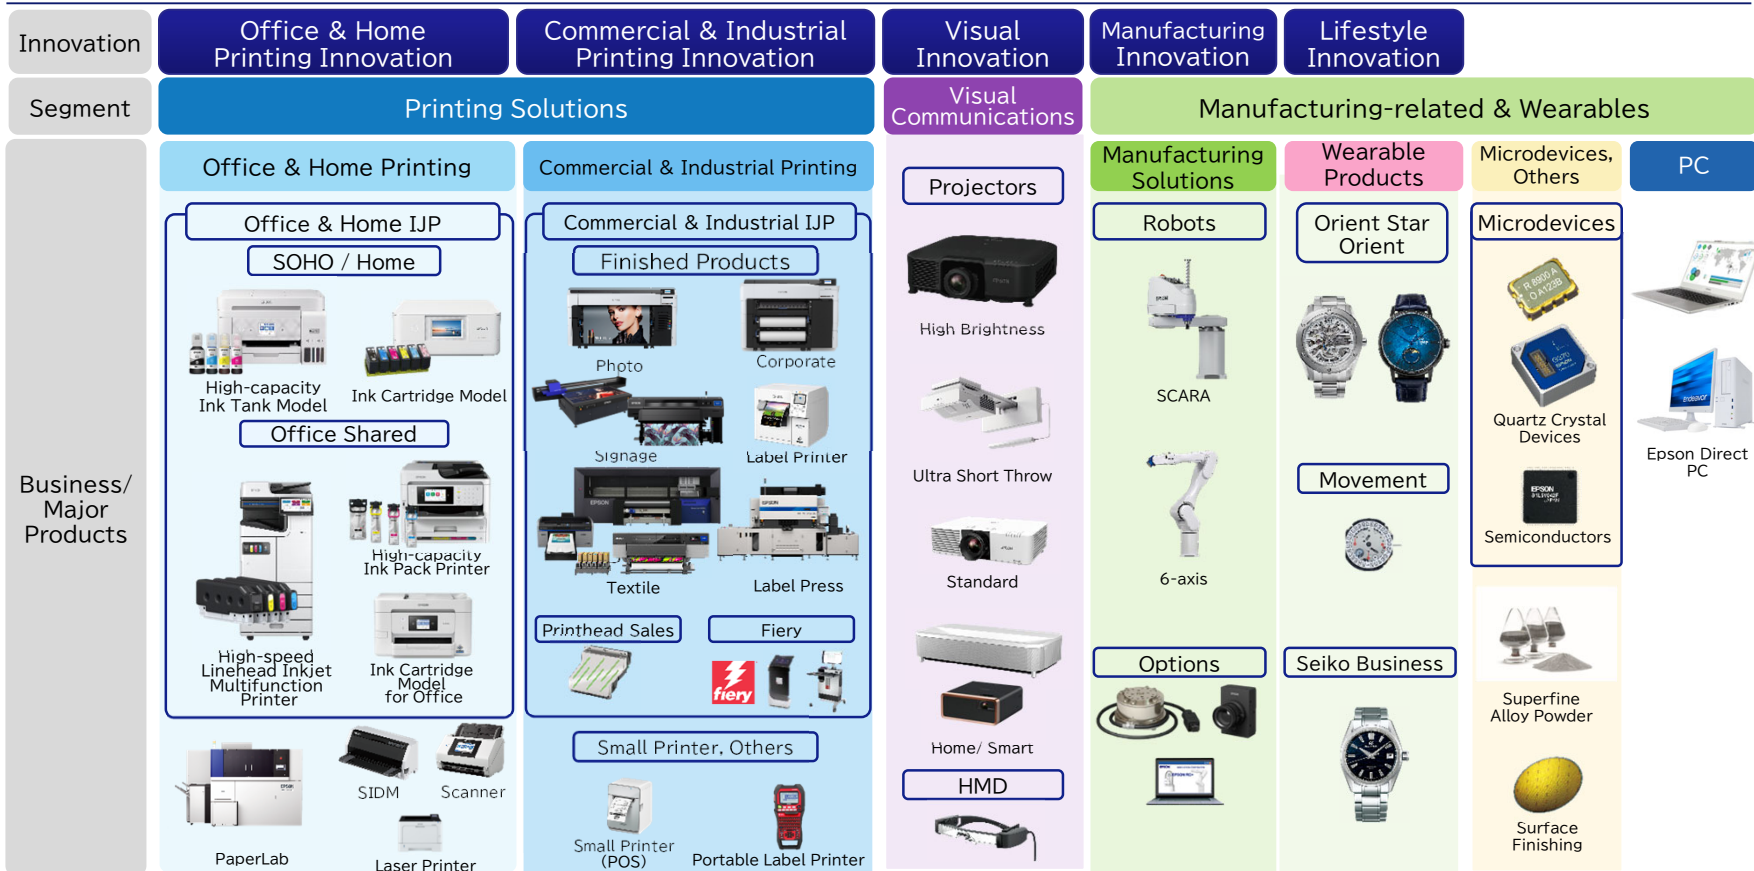 Innovation
Office & Home
Printing Innovation
Commercial & Industrial
Printing Innovation
Visual
Innovation
Manufacturing
Innovation
Lifestyle
Innovation
Segment
Printing Solutions
Visual
Communications
Manufacturing-related & Wearables
Business/
Major
Products
Office & Home Printing
Office & Home IJP
SOHO / Home
High-capacity
Ink Tank Model
Ink Cartridge Model
Office Shared
High-capacity
Ink Pack Printer
High-speed
Linehead Inkjet
Multifunction
Printer
Ink Cartridge
Model
for Office
PaperLab
SIDM
Scanner
Laser Printer
Commercial & Industrial Printing
Commercial & Industrial IJP
Finished Products
Photo
Corporate
Signage
Label Printer
EPSON
EPSON
Textile
Label Press
Printhead Sales
Fiery
fiery
Small Printer, Others
Small Printer
(POS)
Portable Label Printer
Projectors
High Brightness
Ultra Short Throw
Standard
Home/ Smart
HMD
Manufacturing
Solutions
Robots
SCARA
6-axis
Options
Wearable
Products
Orient Star
Orient
Movement
Seiko Business
Microdevices,
Others
Microdevices
R 8900 A
O A123B
Quartz Crystal
Devices
EPSON
Semiconductors
Superfine
Alloy Powder
Surface
Finishing
PC
Endeavor
Epson Direct
PC